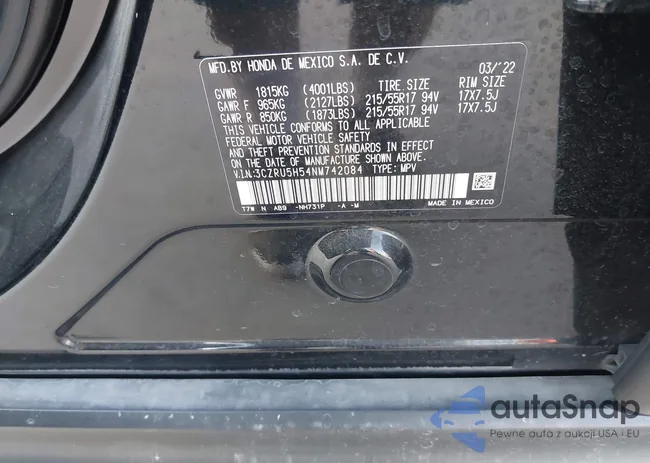 MFD.BY HONDA DE MEXICO S.A. DE C.V. 03/'22
GVWR 1815KG (4001LBS) TIRE.SIZE RIM SIZE
GAWR F 965KG (2127LBS) 215/55R17 94V 17X7.5J
GAWR R 850KG (1873LBS) 215/55R17 94V 17X7.5J
THIS VEHICLE CONFORMS TO ALL APPLICABLE
FEDERAL MOTOR VEHICLE SAFETY
AND THEFT PREVENTION STANDARDS IN EFFECT
ON THE DATE OF MANUFACTURE SHOWN ABOVE.
V.I.N:3CZRU5H54NM742084 TYPE: MPV
T7W N AB9 -NH731P -A -M MADE IN MEXICO
autaSnap
Pewne auta z aukcji USA i EU